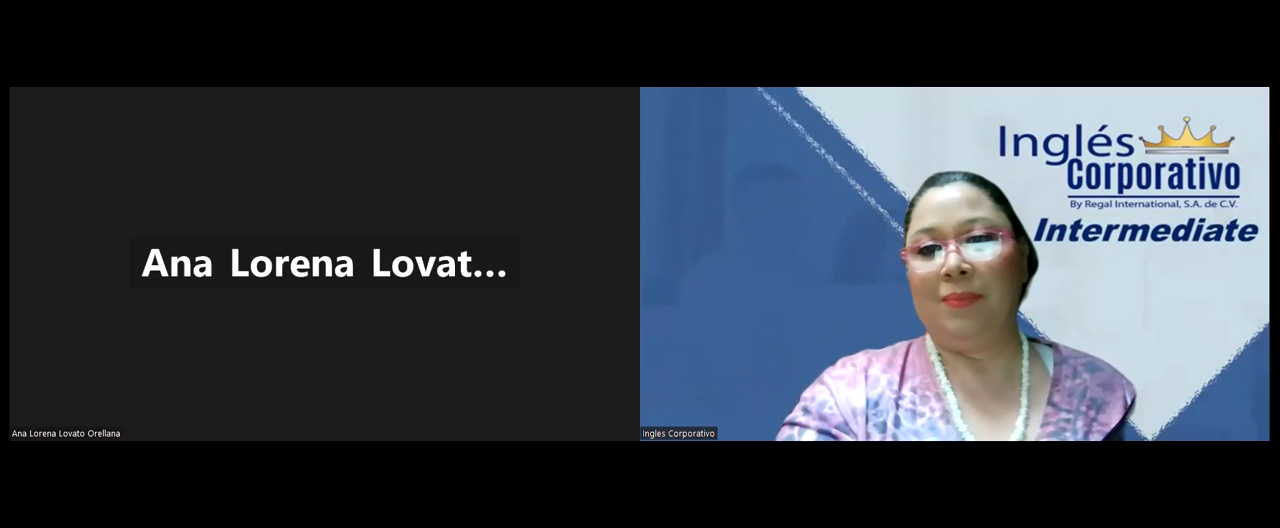 Ana Lorena Lovat...
Ana Lorena Lovato Orellana
Inglés
Corporativo
By Regal International, S.A. de C.V.
Intermediate
Ingles Corporativo